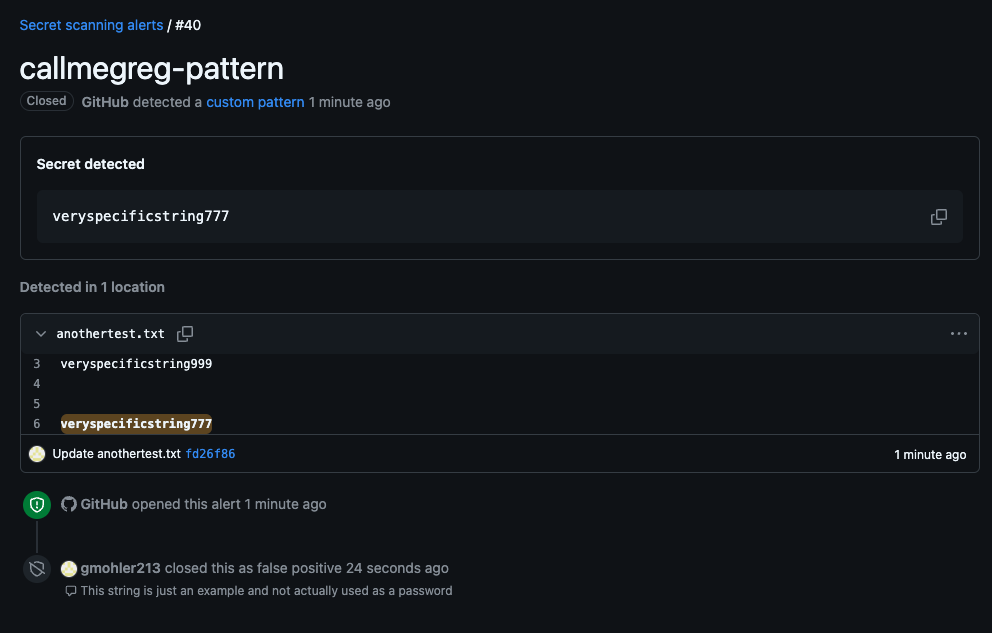 Secret scanning alerts / #40
callmegreg-pattern
Closed GitHub detected a custom pattern 1 minute ago
Secret detected
veryspecificstring777
Detected in 1 location
anothertest.txt
3 veryspecificstring999
4
5
6 veryspecificstring777
Update anothertest.txt fd26f86 1 minute ago
GitHub opened this alert 1 minute ago
gmohler213 closed this as false positive 24 seconds ago
This string is just an example and not actually used as a password